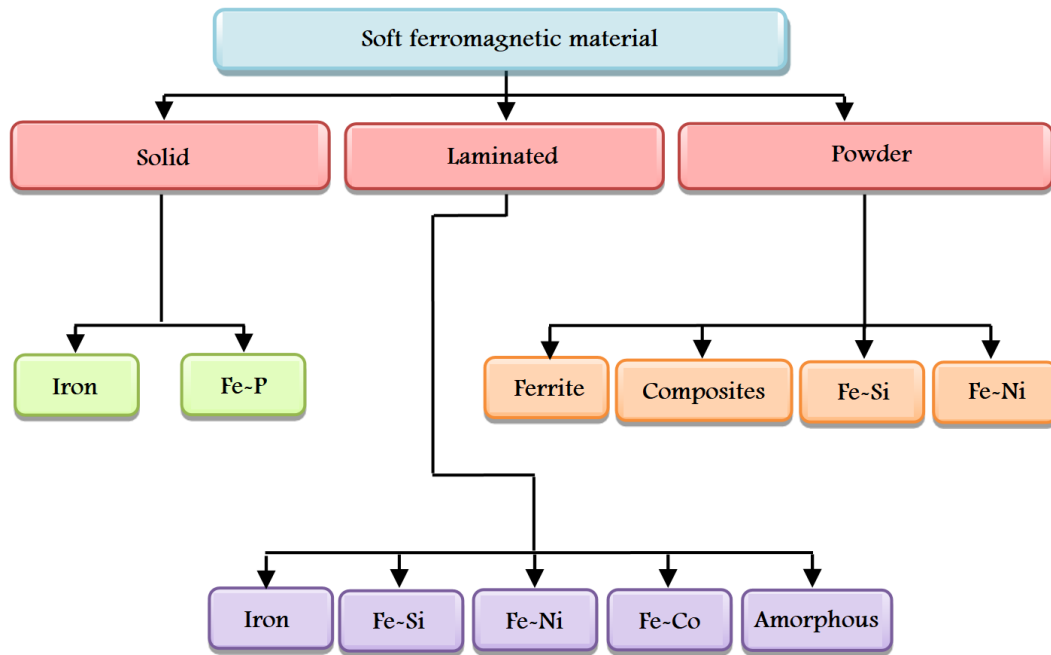 Soft ferromagnetic material
Solid
Laminated
Powder
Iron
Fe-P
Ferrite
Composites
Fe-Si
Fe-Ni
Iron
Fe-Si
Fe-Ni
Fe-Co
Amorphous